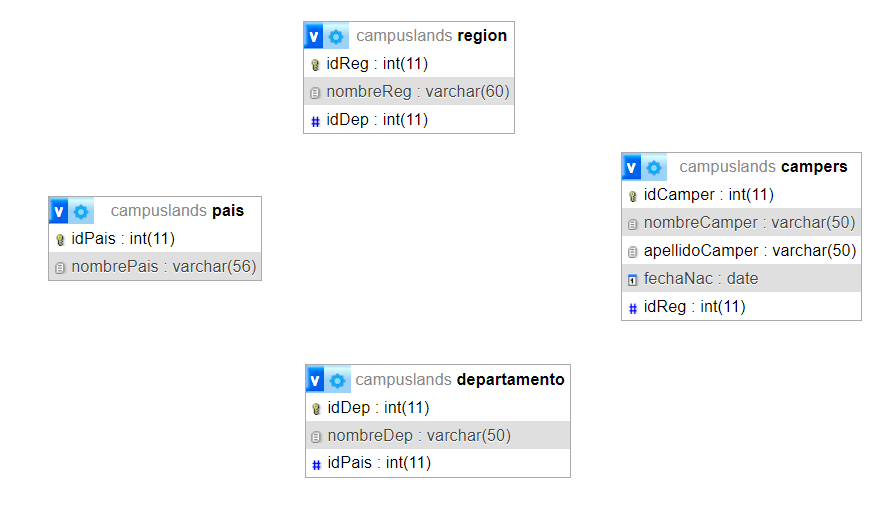 v campuslands region
idReg : int(11)
nombreReg : varchar(60)
# idDep : int(11)
v campuslands campers
idCamper : int(11)
nombreCamper : varchar(50)
apellidoCamper : varchar(50)
fechaNac : date
# idReg : int(11)
v campuslands pais
idPais : int(11)
nombrePais : varchar(56)
v campuslands departamento
idDep : int(11)
nombreDep : varchar(50)
# idPais : int(11)